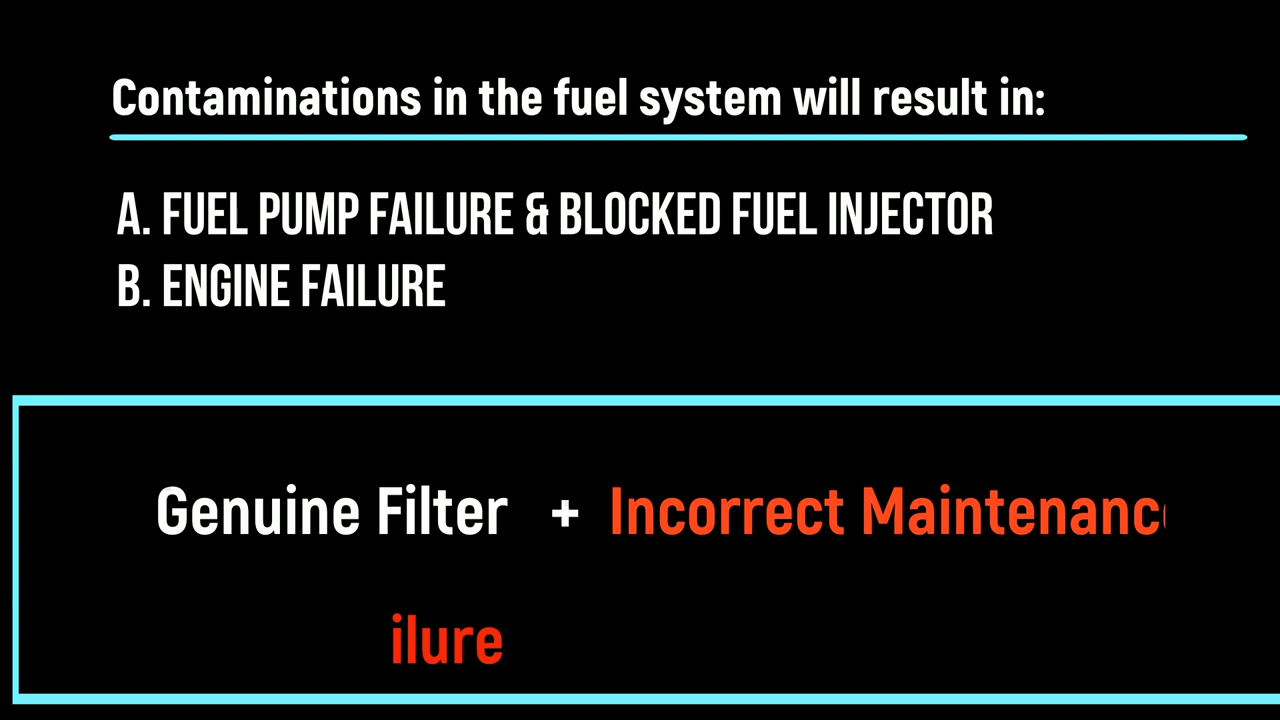 Contaminations in the fuel system will result in:
A. FUEL PUMP FAILURE & BLOCKED FUEL INJECTOR
B. ENGINE FAILURE
Genuine Filter + Incorrect Maintenanc
ilure